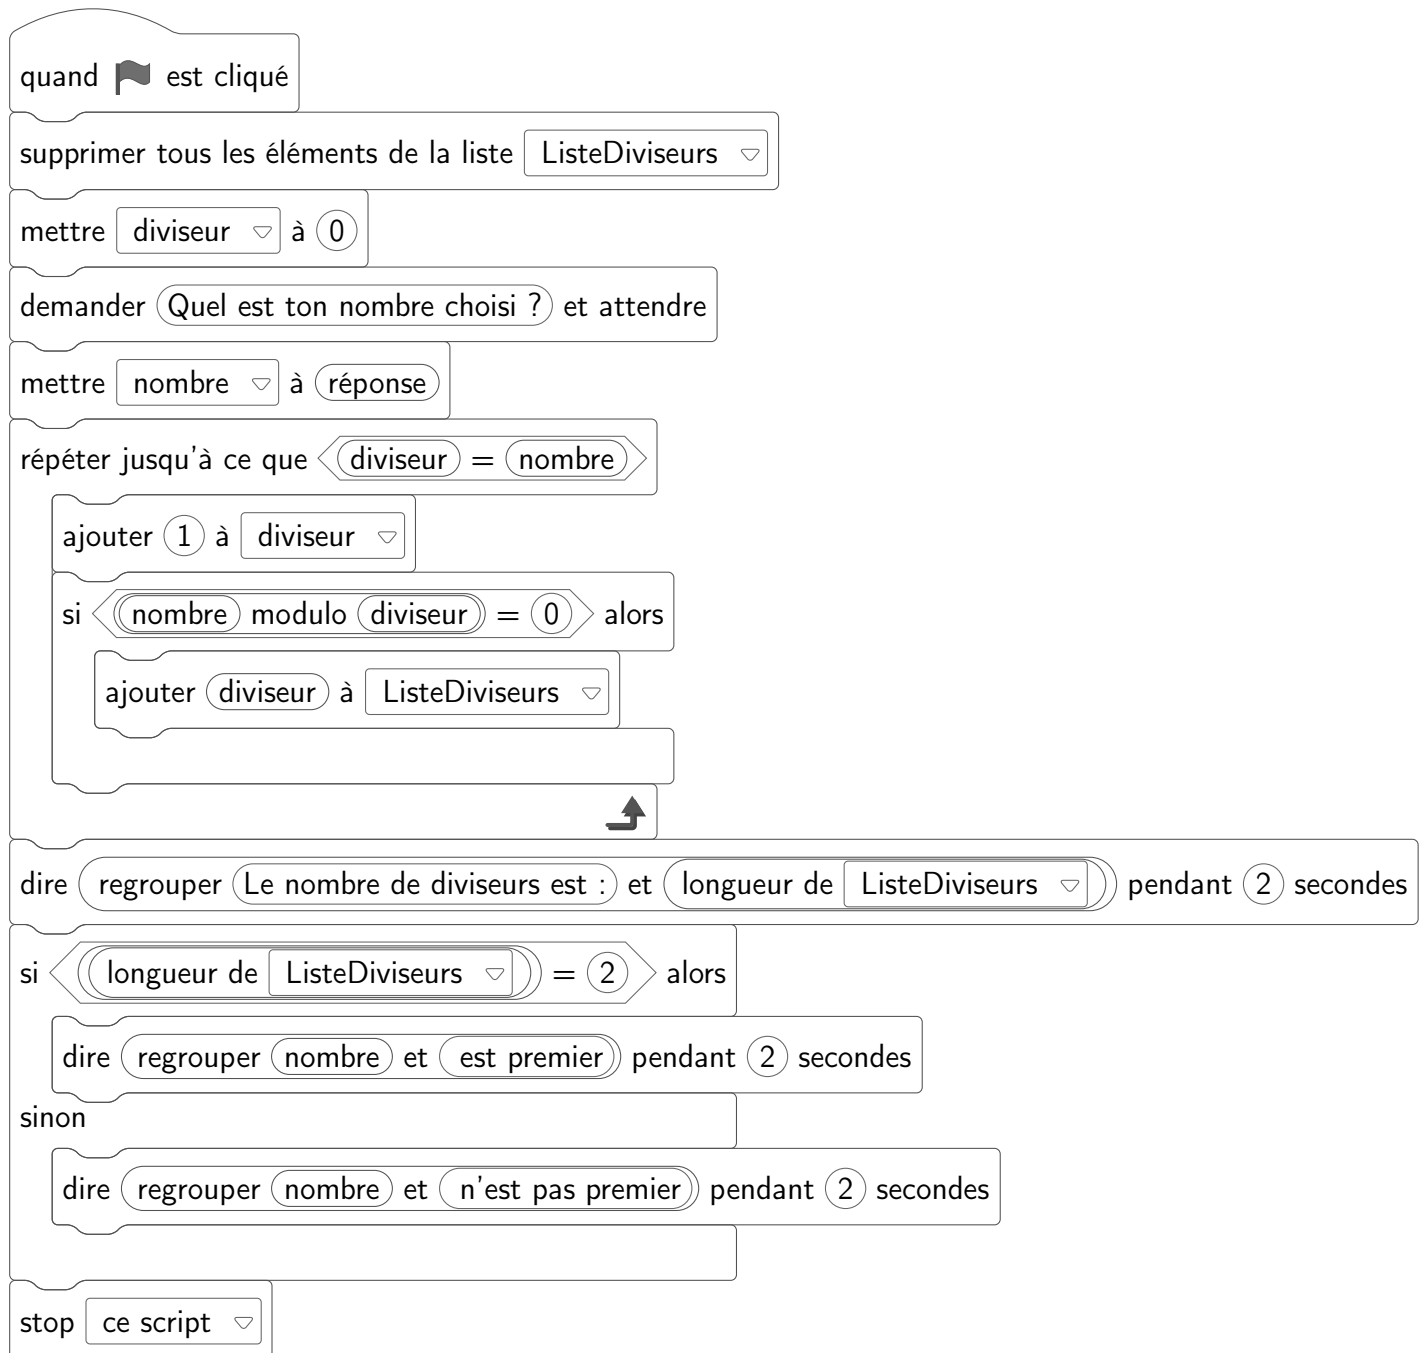 quand est cliqué
supprimer tous les éléments de la liste ListeDiviseurs
mettre diviseur à 0
demander Quel est ton nombre choisi ? et attendre
mettre nombre à réponse
répéter jusqu'à ce que diviseur = nombre
ajouter 1 à diviseur
si nombre modulo diviseur = 0 alors
ajouter diviseur à ListeDiviseurs
dire regrouper Le nombre de diviseurs est : et longueur de ListeDiviseurs pendant 2 secondes
si longueur de ListeDiviseurs = 2 alors
dire regrouper nombre et est premier pendant 2 secondes
sinon
dire regrouper nombre et n'est pas premier pendant 2 secondes
stop ce script